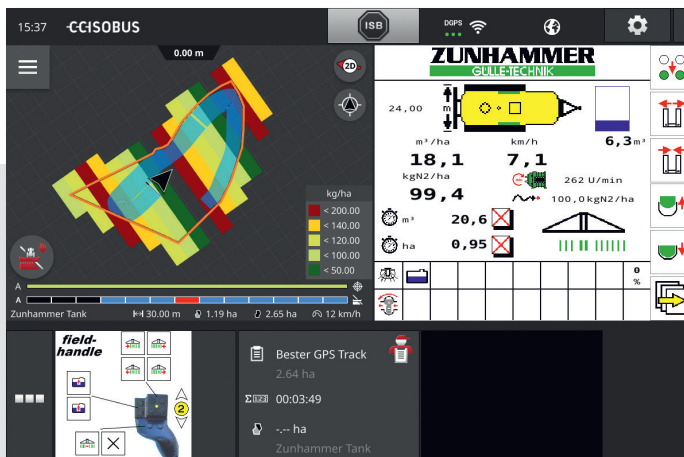 15:37
CCISOBUS
ISB
DGPS
0.00 m
2D
kg/ha
< 200.00
< 140.00
< 120.00
< 100.00
< 50.00
A
A
Zunhammer Tank
30.00 m
1.19 ha
2.65 ha
12 km/h
ZUNHAMMER
GÜLLE-TECHNIK
24,00
m
6,3m³
m³/ha
km/h
18,1
7,1
kgN2/ha
262 U/min
99,4
100,0kgN2/ha
m³
20,6
ha
0,95
0
%
field-
handle
2
Bester GPS Track
2.64 ha
Σ 123
00:03:49
-.-- ha
Zunhammer Tank